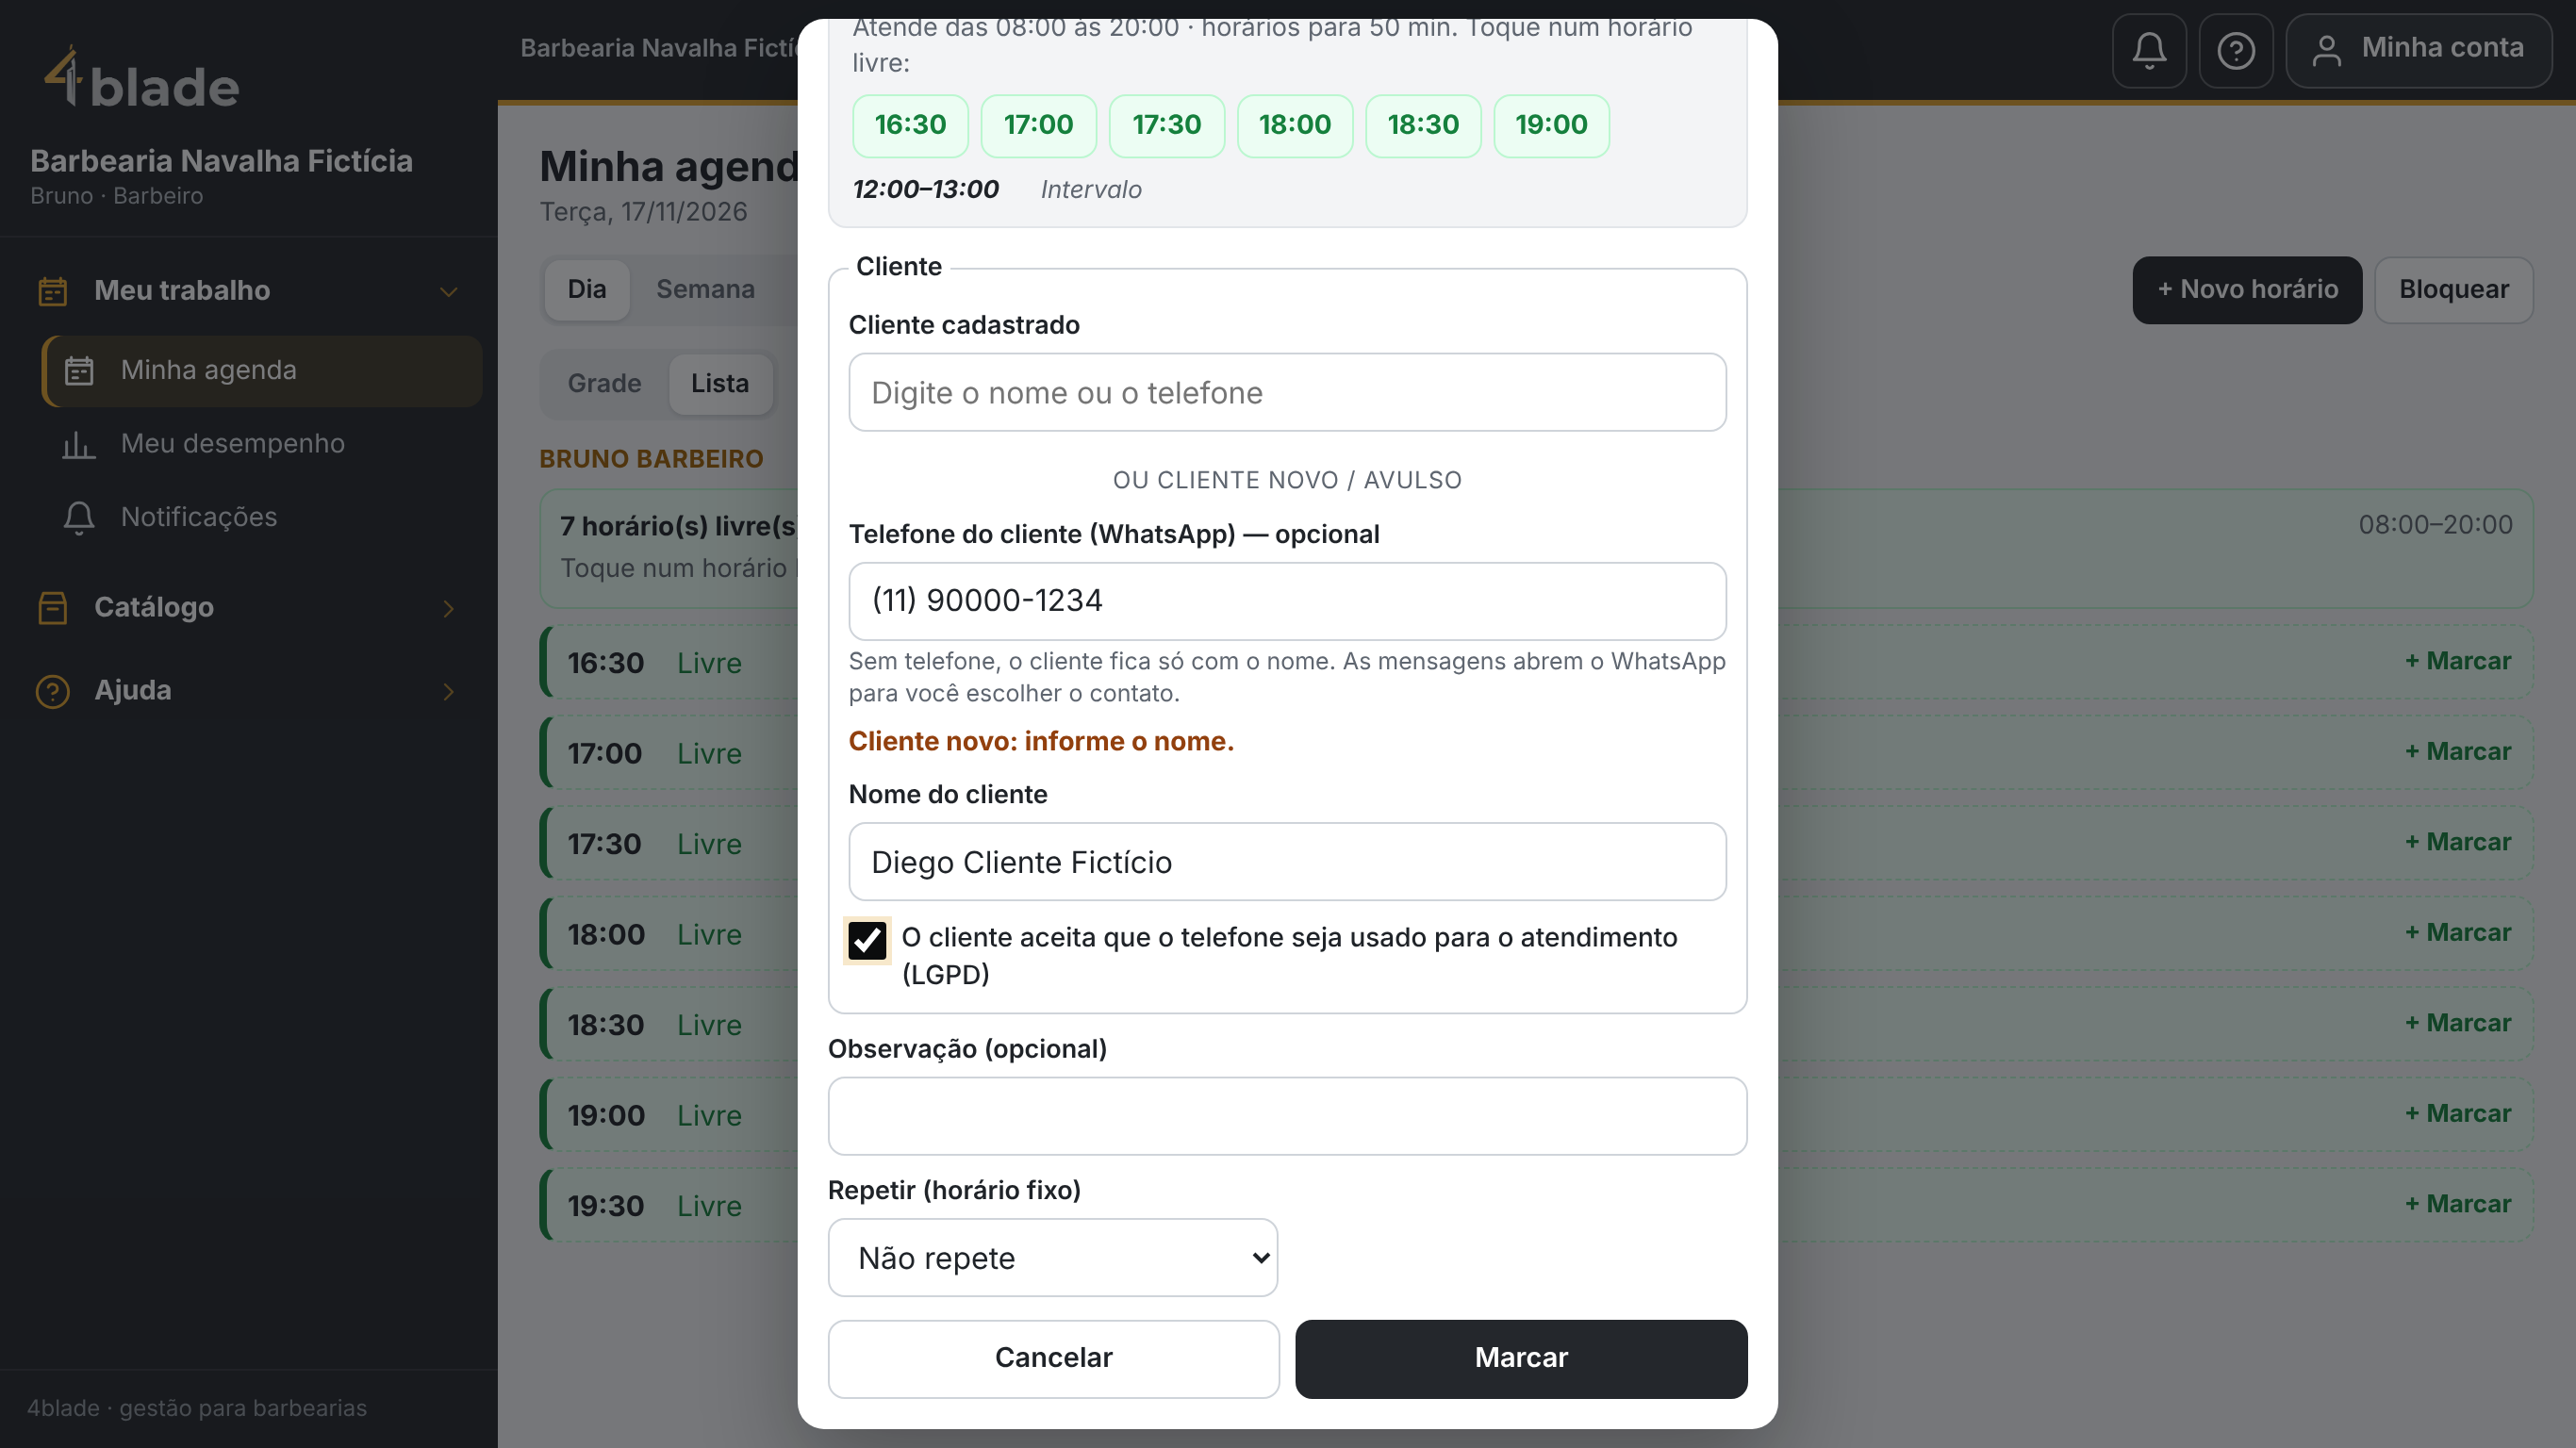 4blade
Barbearia Navalha Fictícia
Bruno · Barbeiro
Meu trabalho
Minha agenda
Meu desempenho
Notificações
Catálogo
Ajuda
4blade · gestão para barbearias
Barbearia Navalha Fictíc
Minha conta
Minha agend
Terça, 17/11/2026
Dia
Semana
+ Novo horário
Bloquear
Grade
Lista
BRUNO BARBEIRO
7 horário(s) livre(s
08:00–20:00
Toque num horário
16:30 Livre + Marcar
17:00 Livre + Marcar
17:30 Livre + Marcar
18:00 Livre + Marcar
18:30 Livre + Marcar
19:00 Livre + Marcar
19:30 Livre + Marcar
Atende das 08:00 às 20:00 · horários para 50 min. Toque num horário
livre:
16:30 17:00 17:30 18:00 18:30 19:00
12:00–13:00 Intervalo
Cliente
Cliente cadastrado
Digite o nome ou o telefone
OU CLIENTE NOVO / AVULSO
Telefone do cliente (WhatsApp) — opcional
(11) 90000-1234
Sem telefone, o cliente fica só com o nome. As mensagens abrem o WhatsApp
para você escolher o contato.
Cliente novo: informe o nome.
Nome do cliente
Diego Cliente Fictício
O cliente aceita que o telefone seja usado para o atendimento
(LGPD)
Observação (opcional)
Repetir (horário fixo)
Não repete
Cancelar
Marcar